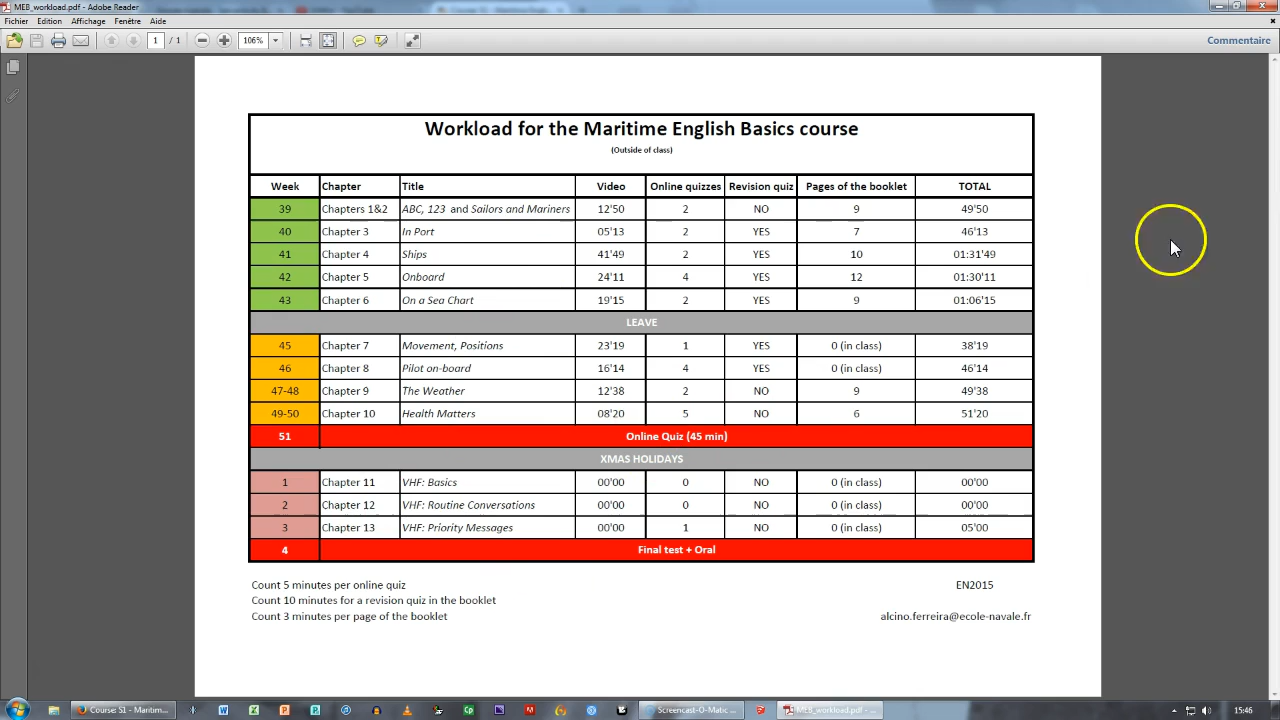 MEB_workload.pdf - Adobe Reader
Fichier Edition Affichage Fenêtre Aide
1 / 1 106% Commentaire
Workload for the Maritime English Basics course
(Outside of class)
Week Chapter Title Video Online quizzes Revision quiz Pages of the booklet TOTAL
39 Chapters 1&2 ABC, 123 and Sailors and Mariners 12'50 2 NO 9 49'50
40 Chapter 3 In Port 05'13 2 YES 7 46'13
41 Chapter 4 Ships 41'49 2 YES 10 01:31'49
42 Chapter 5 Onboard 24'11 4 YES 12 01:30'11
43 Chapter 6 On a Sea Chart 19'15 2 YES 9 01:06'15
LEAVE
45 Chapter 7 Movement, Positions 23'19 1 YES 0 (in class) 38'19
46 Chapter 8 Pilot on-board 16'14 4 YES 0 (in class) 46'14
47-48 Chapter 9 The Weather 12'38 2 NO 9 49'38
49-50 Chapter 10 Health Matters 08'20 5 NO 6 51'20
51 Online Quiz (45 min)
XMAS HOLIDAYS
1 Chapter 11 VHF: Basics 00'00 0 NO 0 (in class) 00'00
2 Chapter 12 VHF: Routine Conversations 00'00 0 NO 0 (in class) 00'00
3 Chapter 13 VHF: Priority Messages 00'00 1 NO 0 (in class) 05'00
4 Final test + Oral
Count 5 minutes per online quiz EN2015
Count 10 minutes for a revision quiz in the booklet
Count 3 minutes per page of the booklet alcino.ferreira@ecole-navale.fr
Course: S1 - Maritim... Screencast-O-Matic ... MEB_workload.pdf - ... 15:46